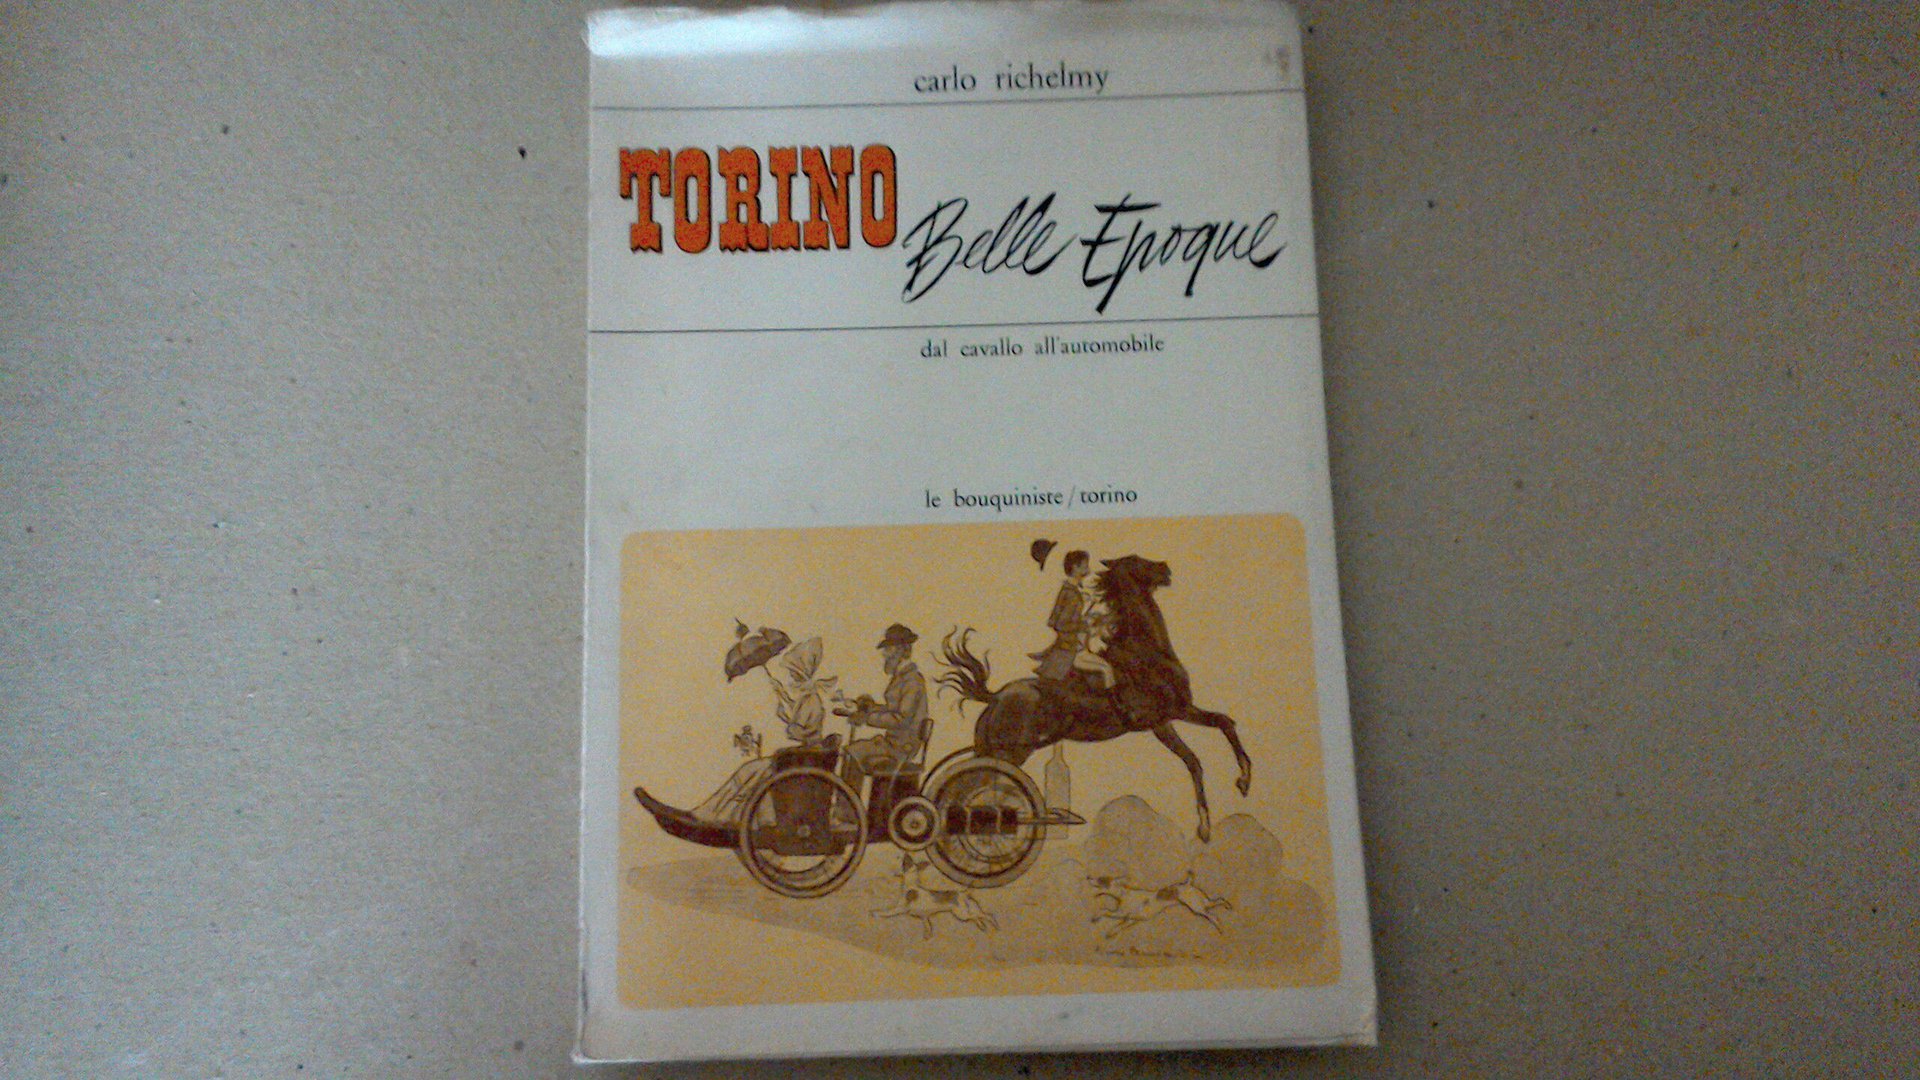 carlo richelmy
TORINO
Belle Epoque
dal cavallo all'automobile
le bouquiniste/torino